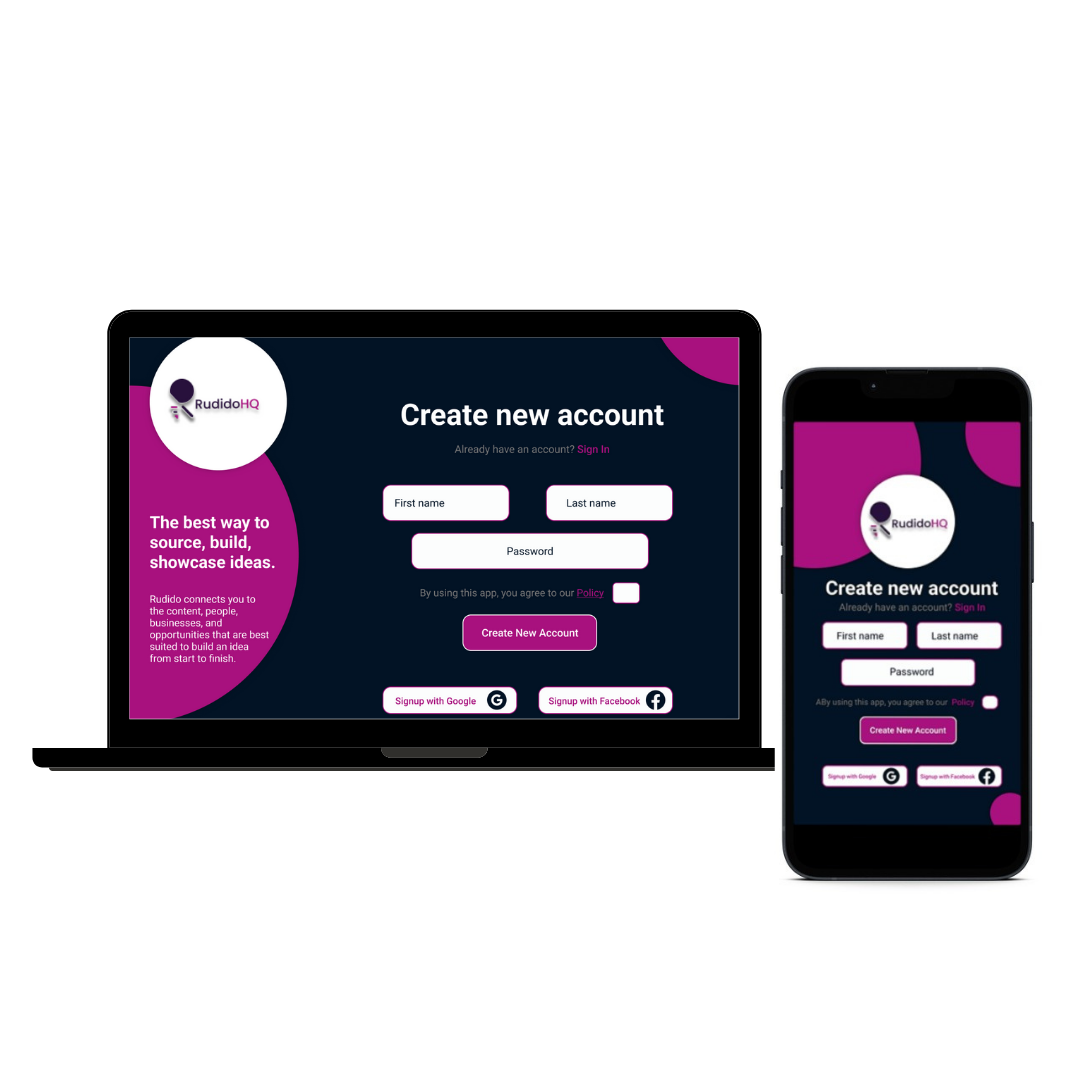 RudidoHQ
The best way to
source, build,
showcase ideas.
Rudido connects you to
the content, people,
businesses, and
opportunities that are best
suited to build an idea
from start to finish.
Create new account
Already have an account? Sign In
First name
Last name
Password
By using this app, you agree to our Policy
Create New Account
Signup with Google
Signup with Facebook
RudidoHQ
Create new account
Already have an account? Sign In
First name
Last name
Password
ABy using this app, you agree to our Policy
Create New Account
Signup with Google
Signup with Facebook